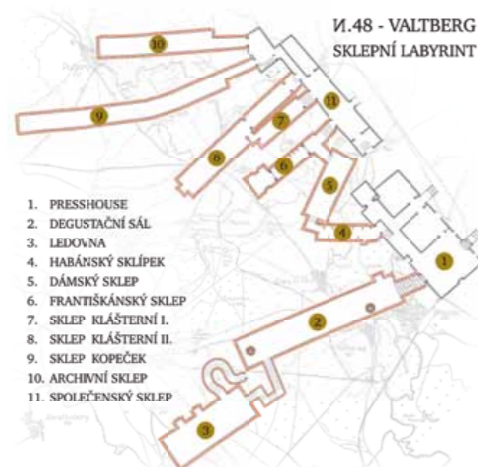 И.48 - VALTBERG
SKLEPNÍ LABYRINT
10
9
11
7
8
6
5
4
1
2
3
1. PRESSHOUSE
2. DEGUSTAČNÍ SÁL
3. LEDOVNA
4. HABÁNSKÝ SKLÍPEK
5. DÁMSKÝ SKLEP
6. FRANTIŠKÁNSKÝ SKLEP
7. SKLEP KLÁŠTERNÍ I.
8. SKLEP KLÁŠTERNÍ II.
9. SKLEP KOPEČEK
10. ARCHIVNÍ SKLEP
11. SPOLEČENSKÝ SKLEP